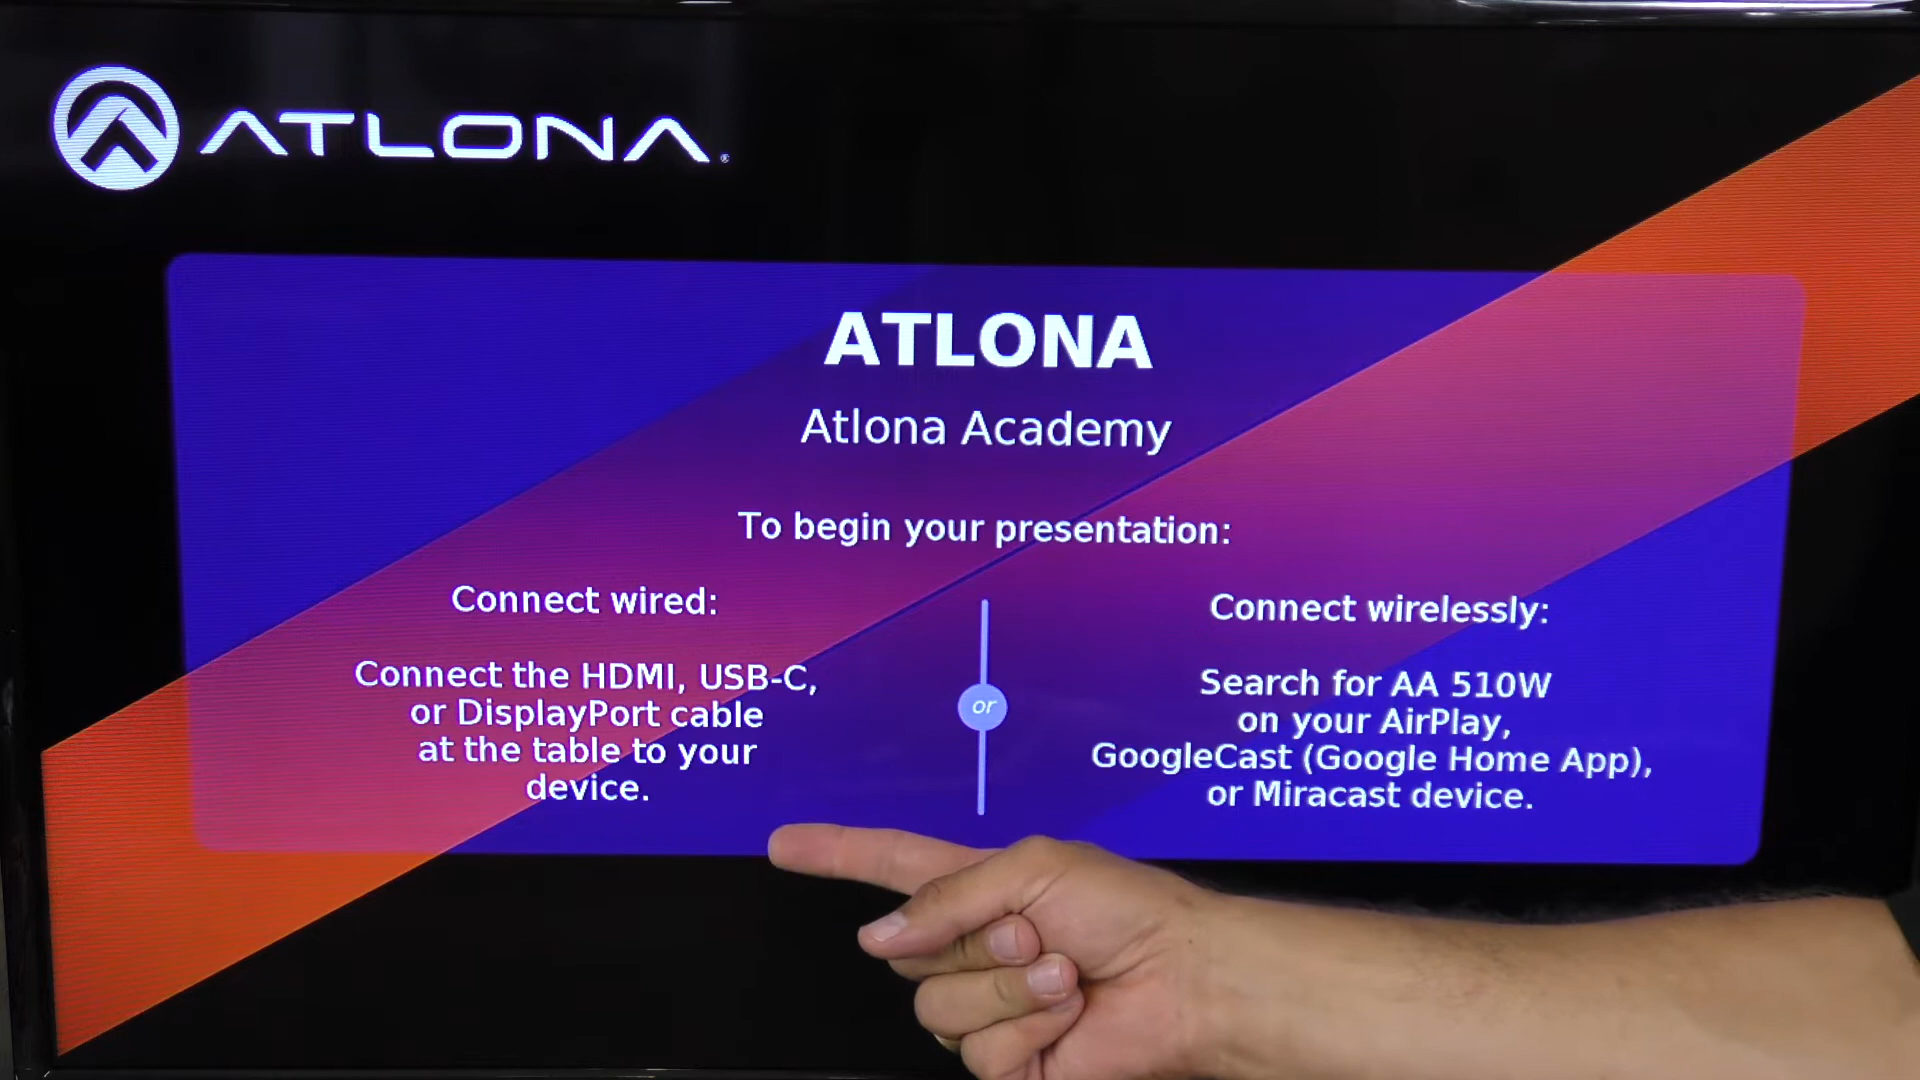 ATLONA®
ATLONA
Atlona Academy
To begin your presentation:
Connect wired:
Connect the HDMI, USB-C,
or DisplayPort cable
at the table to your
device.
or
Connect wirelessly:
Search for AA 510W
on your AirPlay,
GoogleCast (Google Home App),
or Miracast device.